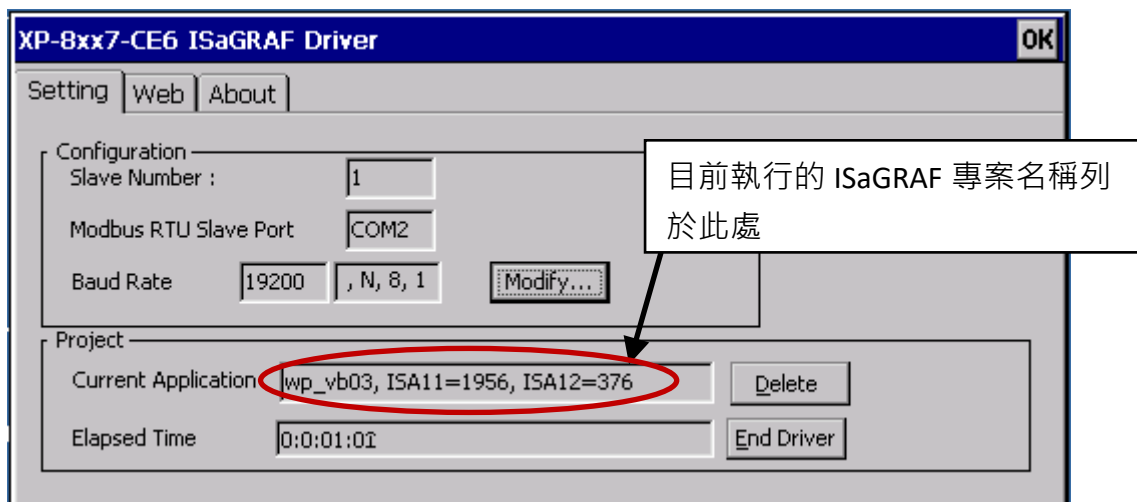 XP-8xx7-CE6 ISaGRAF Driver
OK
Setting
Web
About
Configuration
Slave Number :
1
Modbus RTU Slave Port
COM2
Baud Rate
19200
, N, 8, 1
Modify...
目前執行的 ISaGRAF 專案名稱列
於此處
Project
Current Application
wp_vb03, ISA11=1956, ISA12=376
Delete
Elapsed Time
0:0:01:01
End Driver